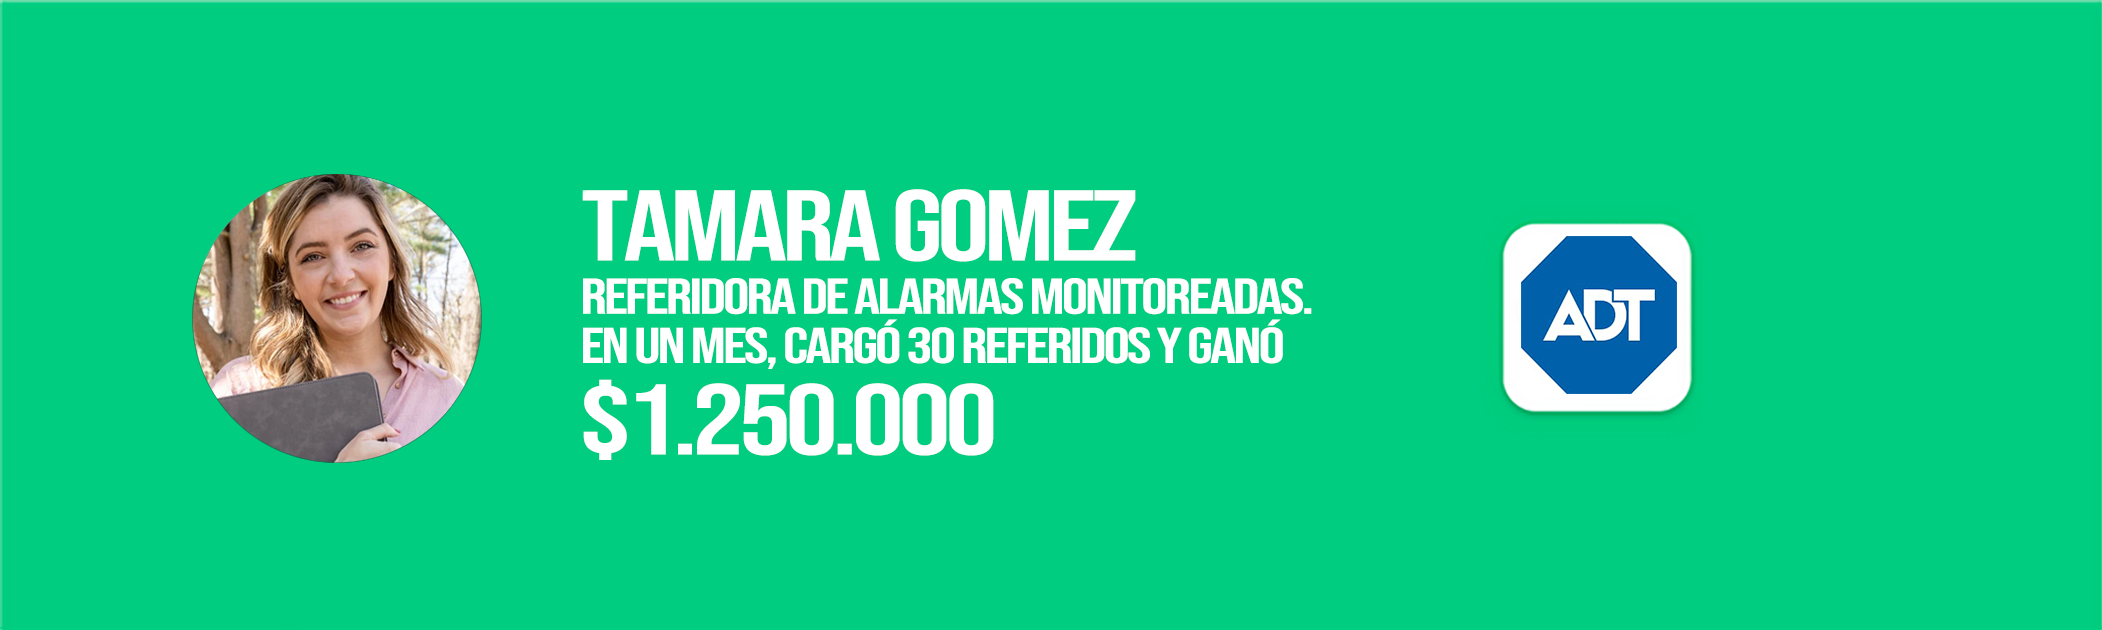 TAMARA GOMEZ
REFERIDORA DE ALARMAS MONITOREADAS.
EN UN MES, CARGÓ 30 REFERIDOS Y GANÓ
$1.250.000
ADT